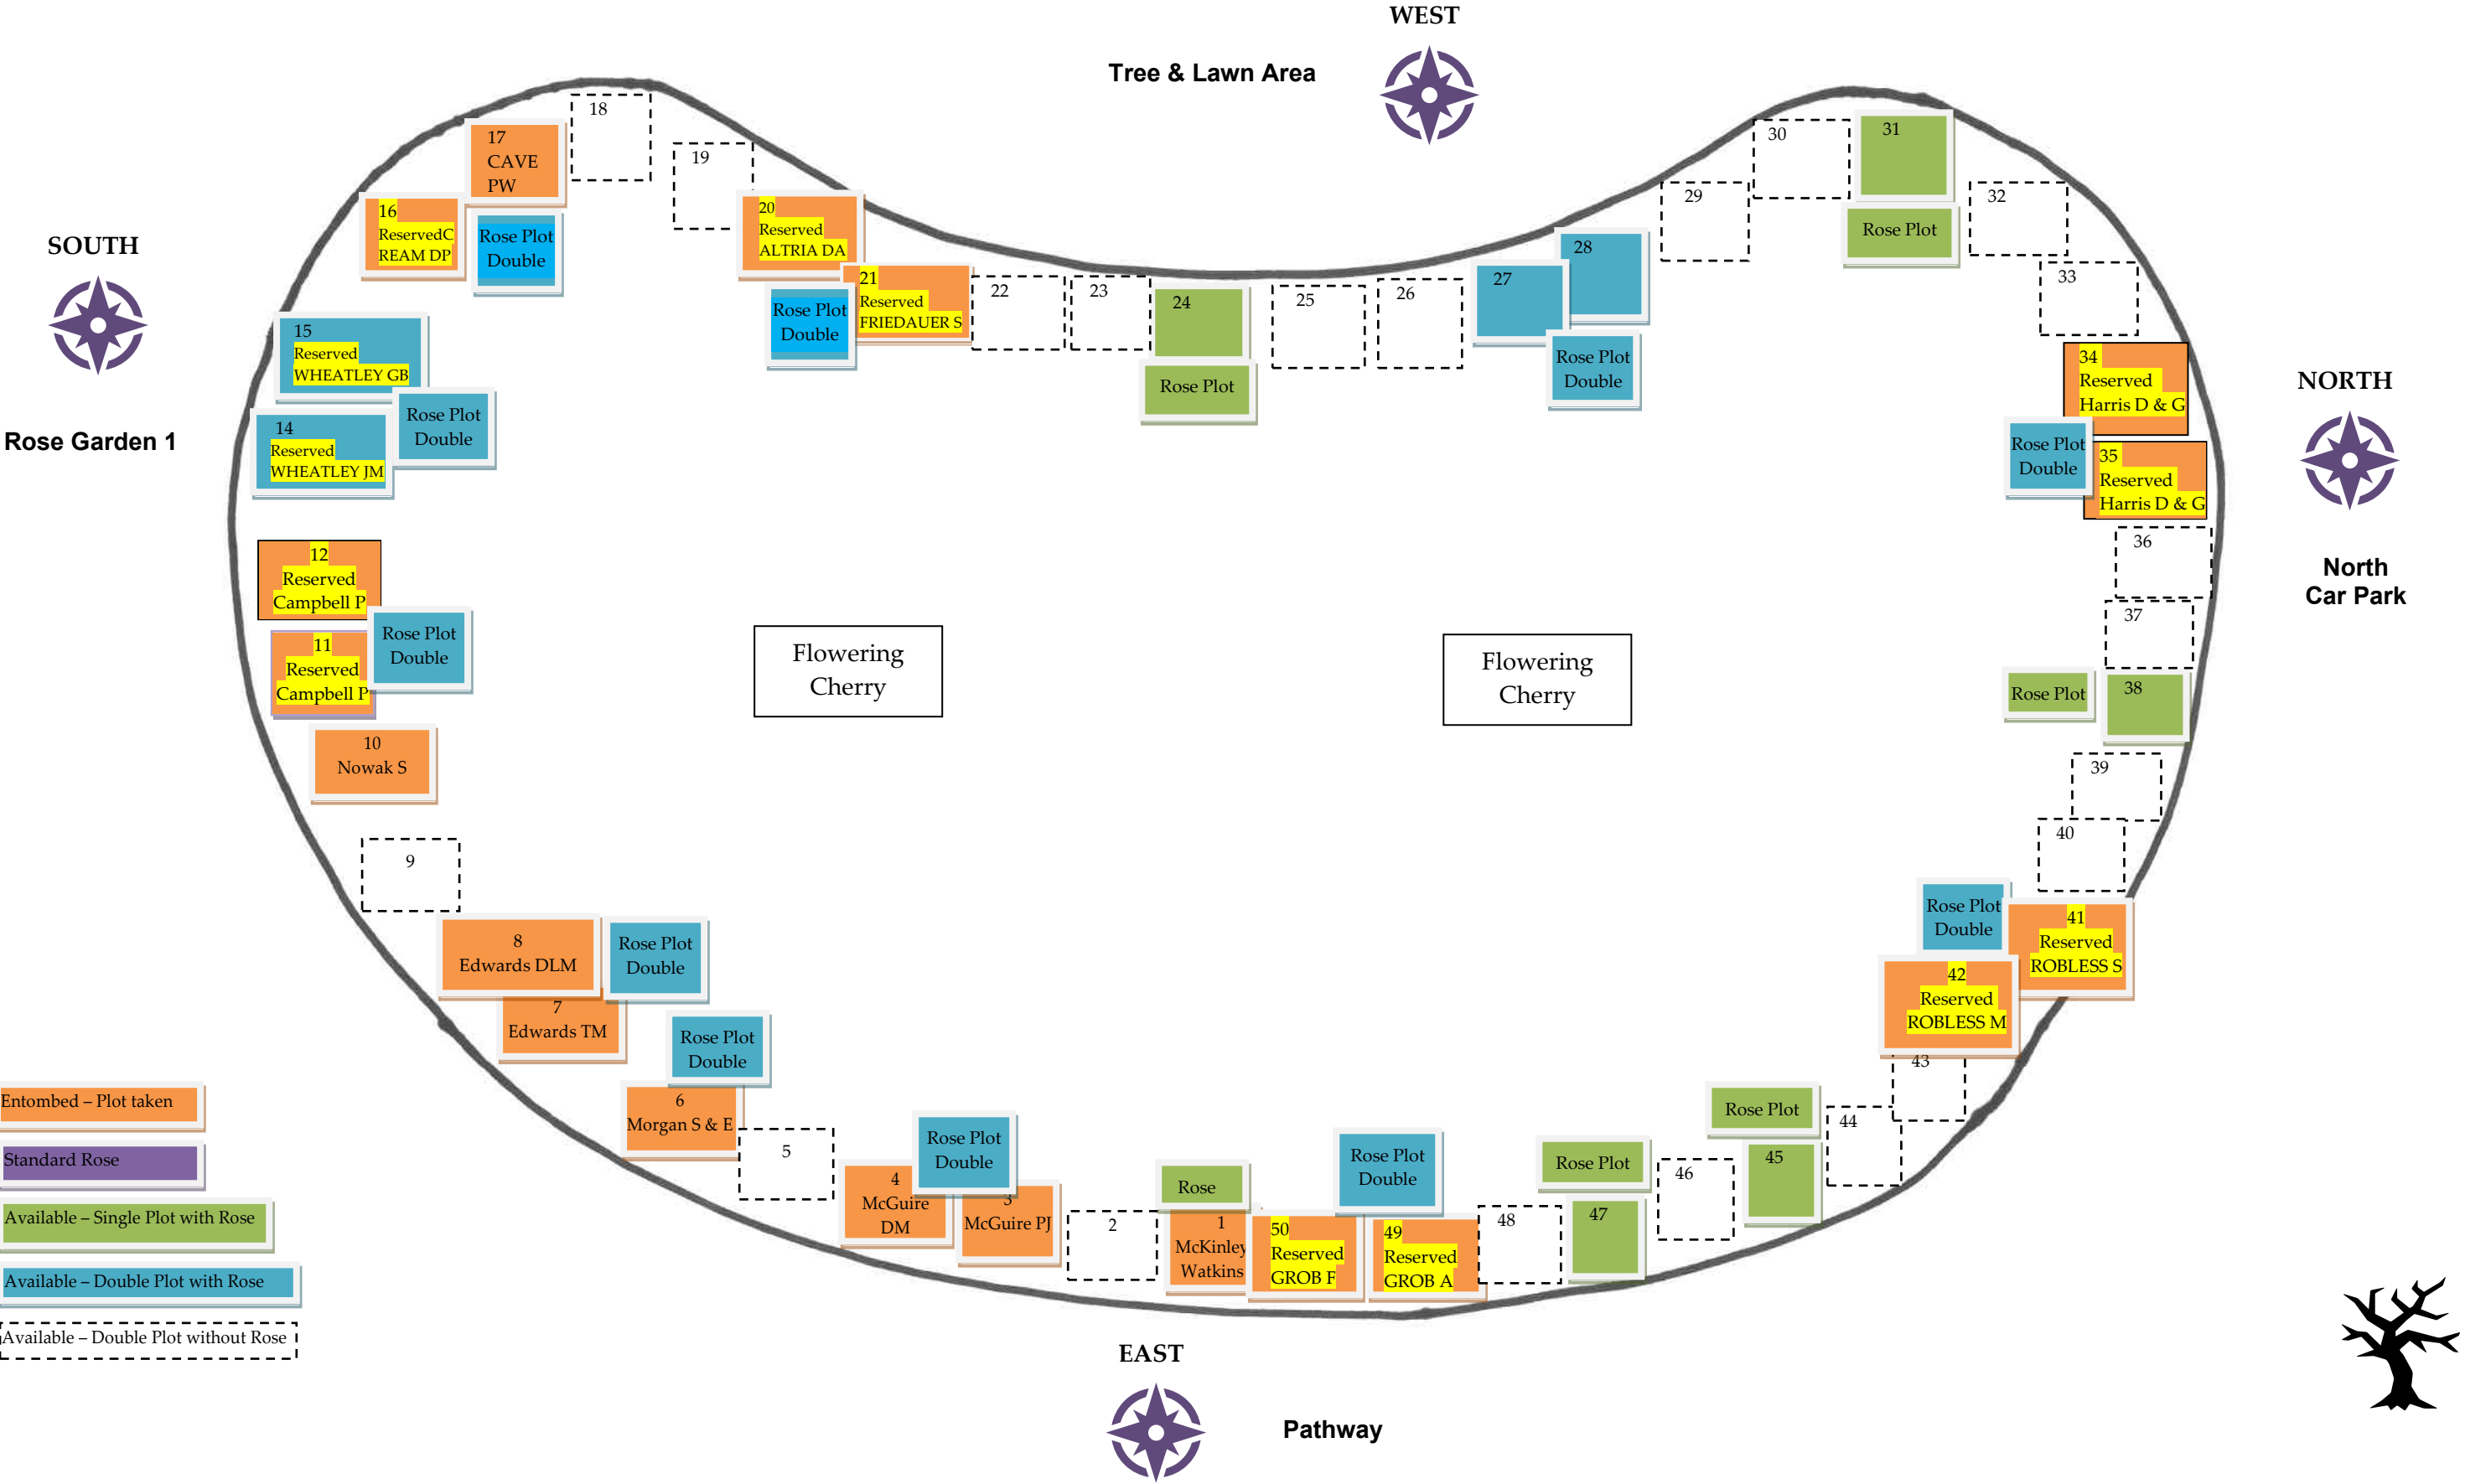 WEST
Tree & Lawn Area
SOUTH
Rose Garden 1
NORTH
North
Car Park
EAST
Pathway
18
17
CAVE
PW
19
16
ReservedC
REAM DP
Rose Plot
Double
20
Reserved
ALTRIA DA
21
Reserved
FRIEDAUER S
Rose Plot
Double
22
23
24
Rose Plot
25
26
27
28
Rose Plot
Double
29
30
31
Rose Plot
32
33
34
Reserved
Harris D & G
Rose Plot
Double
35
Reserved
Harris D & G
36
37
38
Rose Plot
39
40
15
Reserved
WHEATLEY GB
Rose Plot
Double
14
Reserved
WHEATLEY JM
12
Reserved
Campbell P
Rose Plot
Double
11
Reserved
Campbell P
10
Nowak S
Flowering
Cherry
Flowering
Cherry
9
8
Edwards DLM
Rose Plot
Double
7
Edwards TM
Rose Plot
Double
6
Morgan S & E
5
4
McGuire
DM
Rose Plot
Double
3
McGuire PJ
2
Rose
1
McKinley
Watkins
50
Reserved
GROB F
Rose Plot
Double
49
Reserved
GROB A
48
Rose Plot
47
46
Rose Plot
45
44
43
Rose Plot
Double
42
Reserved
ROBLESS M
41
Reserved
ROBLESS S
Entombed – Plot taken
Standard Rose
Available – Single Plot with Rose
Available – Double Plot with Rose
Available – Double Plot without Rose